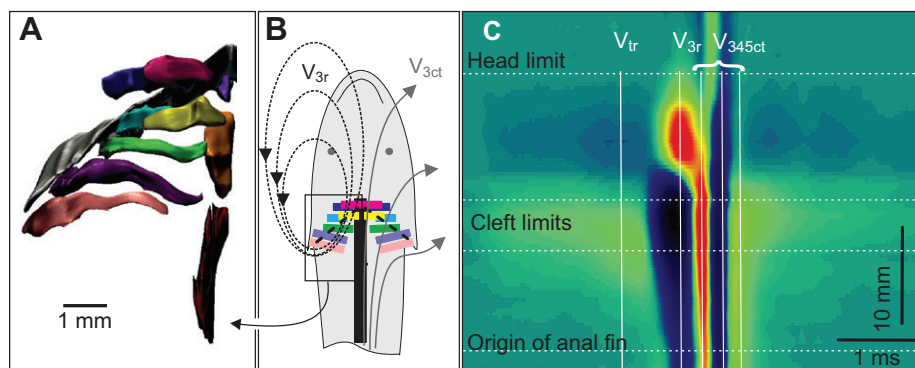 A
1 mm
B
V3r
V3ct
C
Vtr V3r V345ct
Head limit
Cleft limits
Origin of anal fin
10 mm
1 ms